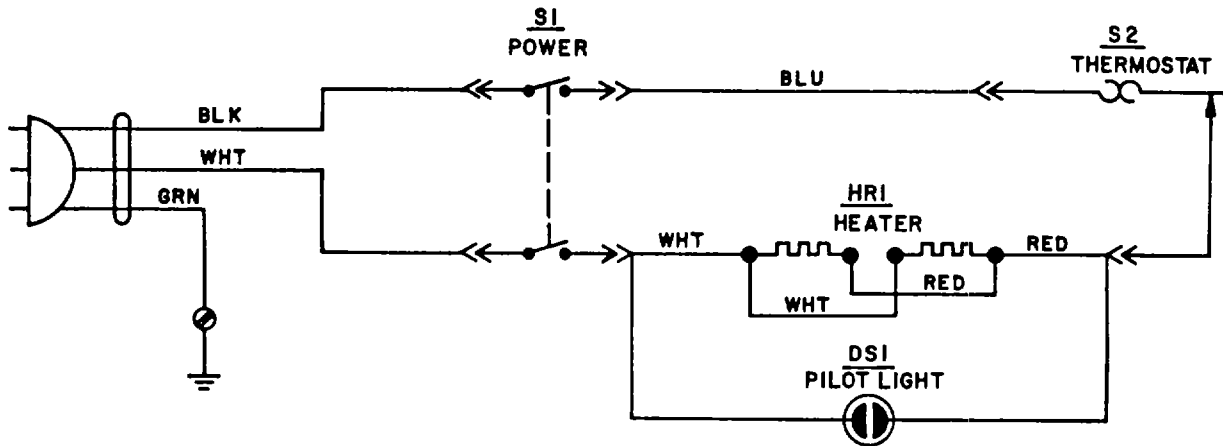 S1
POWER
S2
THERMOSTAT
BLU
BLK
WHT
GRN
HR1
HEATER
WHT
RED
RED
WHT
DS1
PILOT LIGHT